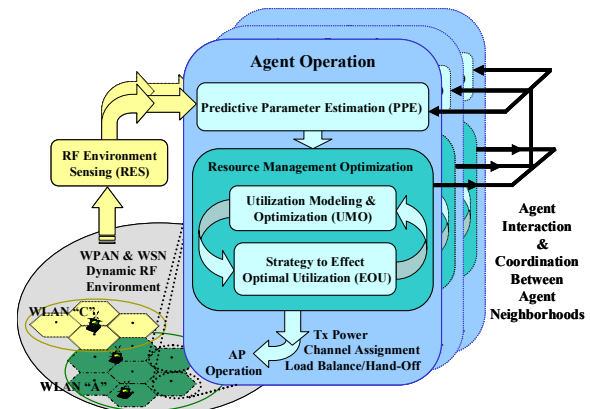 Agent Operation
Predictive Parameter Estimation (PPE)
RF Environment
Sensing (RES)
Resource Management Optimization
Utilization Modeling &
Optimization (UMO)
Strategy to Effect
Optimal Utilization (EOU)
Agent
Interaction
&
Coordination
Between
Agent
Neighborhoods
WPAN & WSN
Dynamic RF
Environment
WLAN “C”
WLAN “A”
AP
Operation
Tx Power
Channel Assignment
Load Balance/Hand-Off